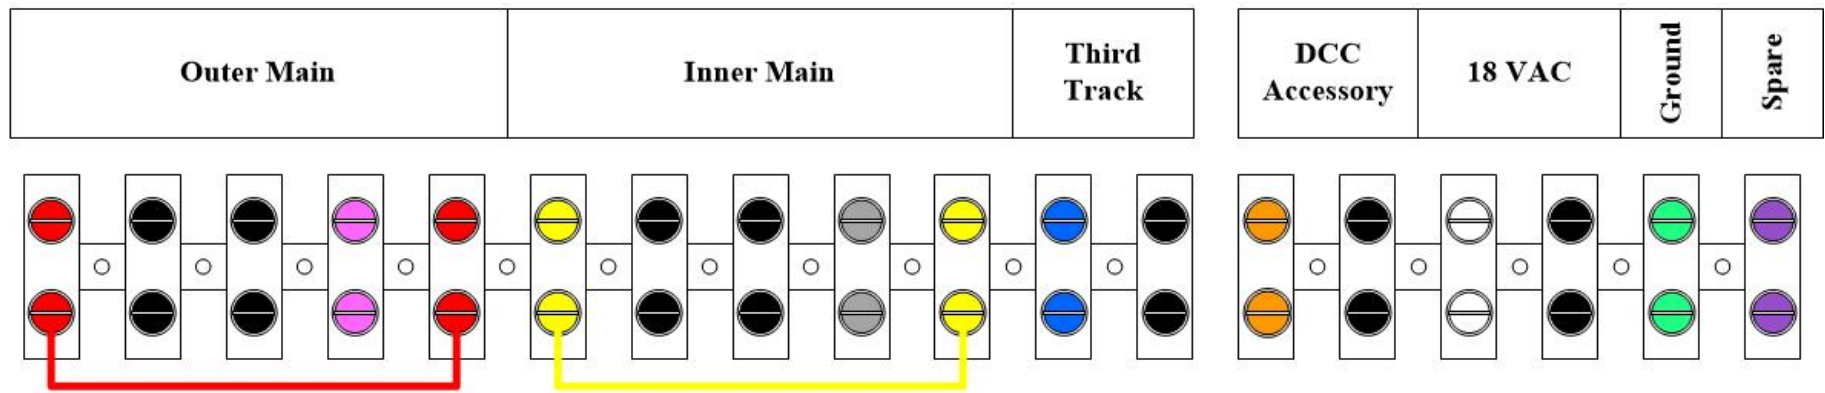 Outer Main
Inner Main
Third
Track
DCC
Accessory
18 VAC
Ground
Spare